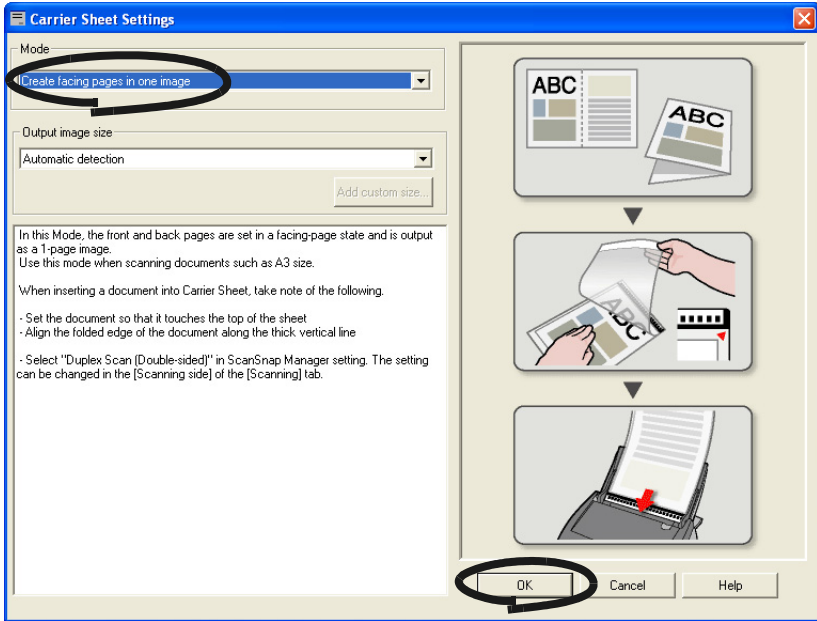 Carrier Sheet Settings
Mode
Create facing pages in one image
Output image size
Automatic detection
Add custom size...
In this Mode, the front and back pages are set in a facing-page state and is output
as a 1-page image.
Use this mode when scanning documents such as A3 size.
When inserting a document into Carrier Sheet, take note of the following.
- Set the document so that it touches the top of the sheet
- Align the folded edge of the document along the thick vertical line
- Select "Duplex Scan (Double-sided)" in ScanSnap Manager setting. The setting
can be changed in the [Scanning side] of the [Scanning] tab.
ABC
ABC
ABC
OK
Cancel
Help